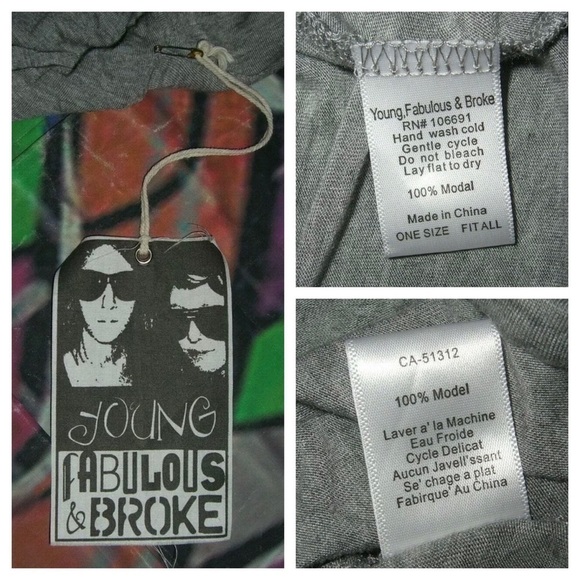 YOUNG
FABULOUS
& BROKE
Young,Fabulous & Broke
RN# 106691
Hand wash cold
Gentle cycle
Do not bleach
Lay flat to dry
100% Modal
Made in China
ONE SIZE FIT ALL
CA-51312
100% Model
Laver a' la Machine
Eau Froide
Cycle Delicat
Aucun Javell'ssant
Se' chage a plat
Fabirque' Au China